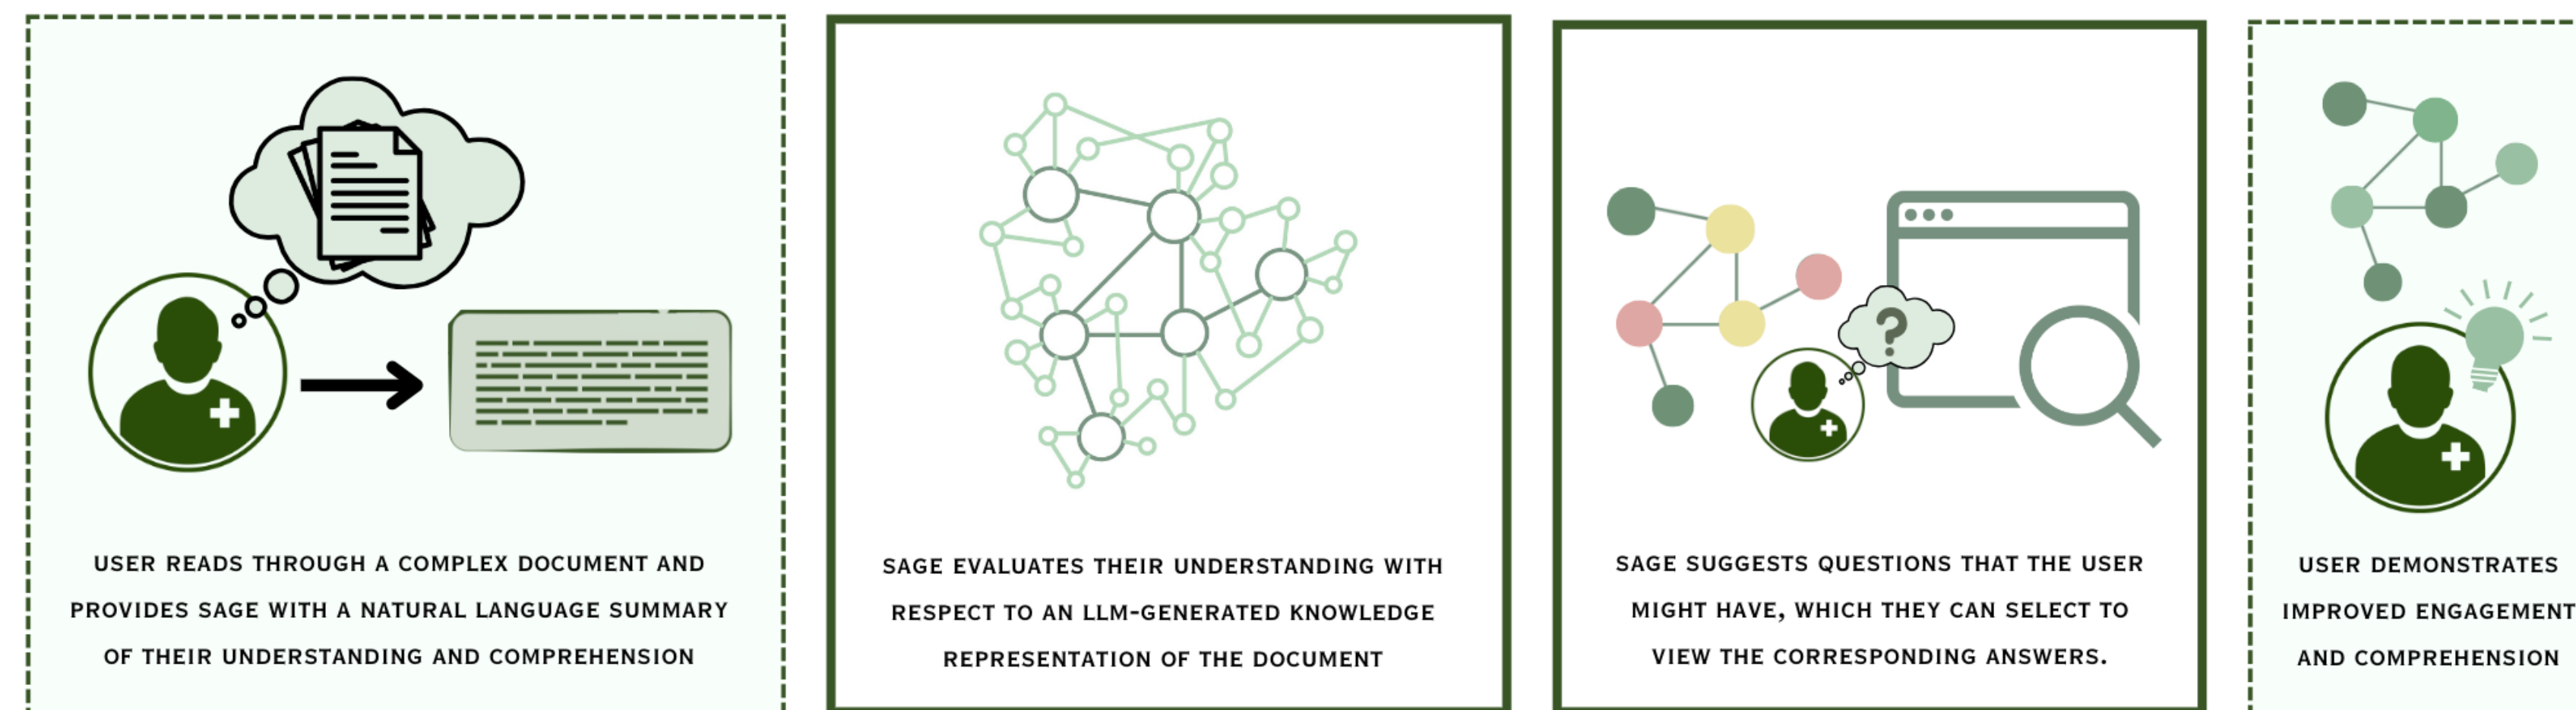 USER READS THROUGH A COMPLEX DOCUMENT AND
PROVIDES SAGE WITH A NATURAL LANGUAGE SUMMARY
OF THEIR UNDERSTANDING AND COMPREHENSION
SAGE EVALUATES THEIR UNDERSTANDING WITH
RESPECT TO AN LLM-GENERATED KNOWLEDGE
REPRESENTATION OF THE DOCUMENT
?
SAGE SUGGESTS QUESTIONS THAT THE USER
MIGHT HAVE, WHICH THEY CAN SELECT TO
VIEW THE CORRESPONDING ANSWERS.
USER DEMONSTRATES
IMPROVED ENGAGEMENT
AND COMPREHENSION